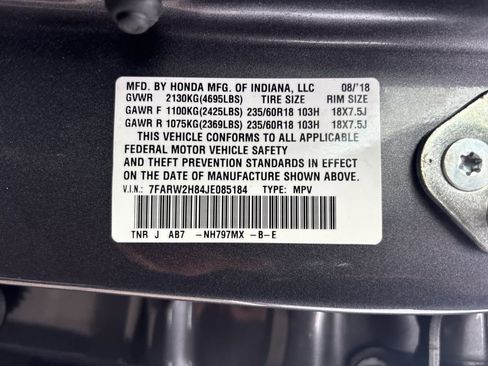 MFD. BY HONDA MFG. OF INDIANA, LLC 08/'18
GVWR 2130KG(4695LBS) TIRE SIZE RIM SIZE
GAWR F 1100KG(2425LBS) 235/60R18 103H 18X7.5J
GAWR R 1075KG(2369LBS) 235/60R18 103H 18X7.5J
THIS VEHICLE CONFORMS TO ALL APPLICABLE
FEDERAL MOTOR VEHICLE SAFETY
AND THEFT PREVENTION STANDARDS IN EFFECT
ON THE DATE OF MANUFACTURE SHOWN ABOVE.
V.I.N.: 7FARW2H84JE085184 TYPE: MPV
TNR J AB7 -NH797MX -B-E